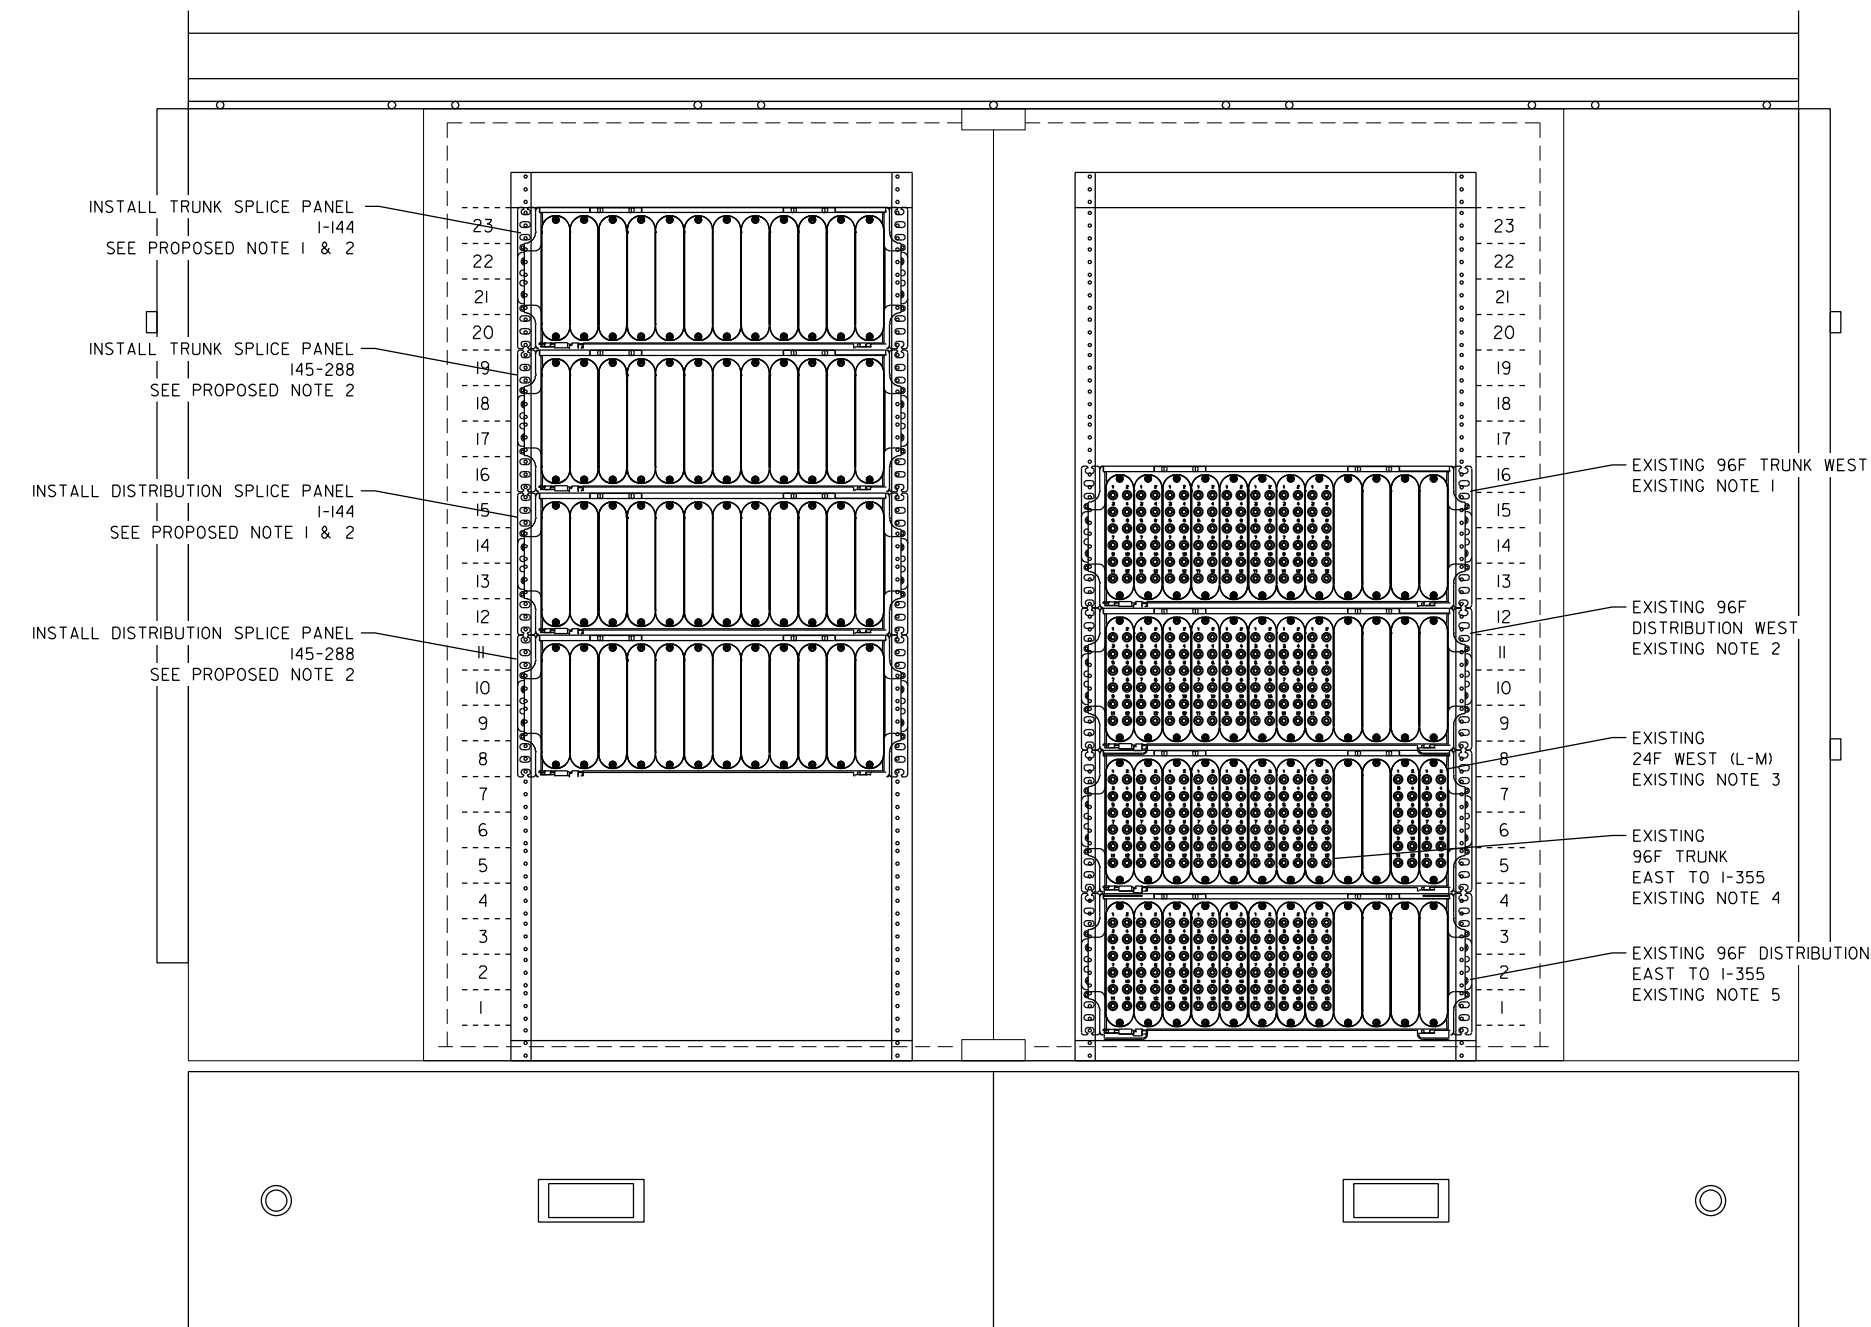 INSTALL TRUNK SPLICE PANEL
1-144
SEE PROPOSED NOTE 1 & 2
INSTALL TRUNK SPLICE PANEL
145-288
SEE PROPOSED NOTE 2
INSTALL DISTRIBUTION SPLICE PANEL
1-144
SEE PROPOSED NOTE 1 & 2
INSTALL DISTRIBUTION SPLICE PANEL
145-288
SEE PROPOSED NOTE 2
23
22
21
20
19
18
17
16
15
14
13
12
11
10
9
8
7
6
5
4
3
2
1
23
22
21
20
19
18
17
16
15
14
13
12
11
10
9
8
7
6
5
4
3
2
1
EXISTING 96F TRUNK WEST
EXISTING NOTE 1
EXISTING 96F
DISTRIBUTION WEST
EXISTING NOTE 2
EXISTING
24F WEST (L-M)
EXISTING NOTE 3
EXISTING
96F TRUNK
EAST TO I-355
EXISTING NOTE 4
EXISTING 96F DISTRIBUTION
EAST TO I-355
EXISTING NOTE 5